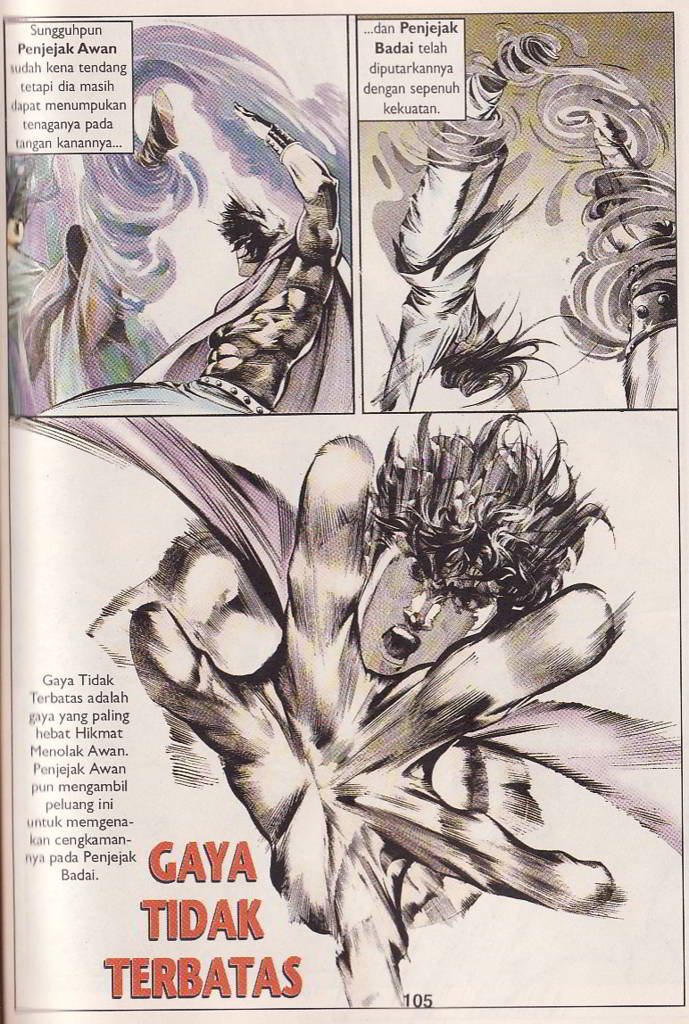 Sungguhpun
Penjejak Awan
sudah kena tendang
tetapi dia masih
dapat menumpukan
tenaganya pada
tangan kanannya...
...dan Penjejak
Badai telah
diputarkannya
dengan sepenuh
kekuatan.
Gaya Tidak
Terbatas adalah
gaya yang paling
hebat Hikmat
Menolak Awan.
Penjejak Awan
pun mengambil
peluang ini
untuk memgena-
kan cengkaman-
nya pada Penjejak
Badai.
GAYA
TIDAK
TERBATAS
105